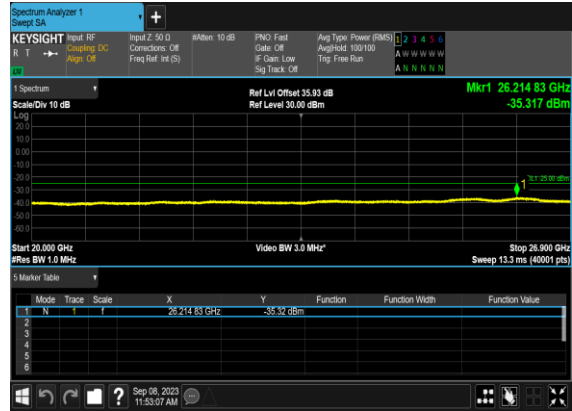 Spectrum Analyzer 1
Swept SA
+
KEYSIGHT Input: RF Input Z: 50 Ω #Atten: 10 dB PNO: Fast Avg Type: Power (RMS) 1 2 3 4 5 6
R T Coupling: DC Corrections: Off Gate: Off Avg|Hold: 100/100 A W W W W W
Align: Off Freq Ref: Int (S) IF Gain: Low Trig: Free Run
LXI Sig Track: Off A N N N N N
1 Spectrum Ref Lvl Offset 35.93 dB Mkr1 26.214 83 GHz
Scale/Div 10 dB Ref Level 30.00 dBm -35.317 dBm
Log
20.0
10.0
0.00
-10.0
-20.0
DL1 -25.00 dBm
1
-30.0
-40.0
-50.0
-60.0
Start 20.000 GHz Video BW 3.0 MHz* Stop 26.900 GHz
#Res BW 1.0 MHz Sweep 13.3 ms (40001 pts)
5 Marker Table
Mode Trace Scale X Y Function Function Width Function Value
1 N 1 f 26.214 83 GHz -35.32 dBm
2
3
4
5
6
?
Sep 08, 2023
11:53:07 AM